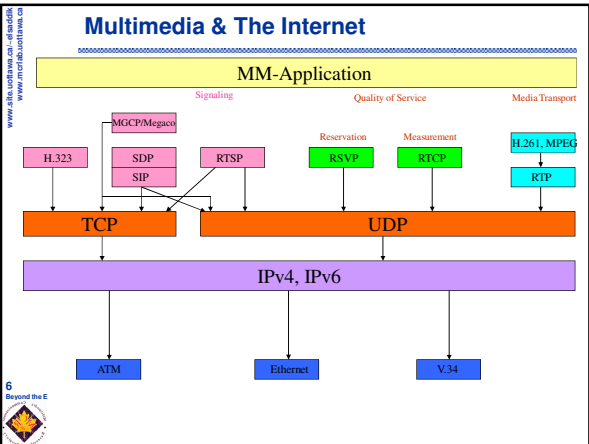 www.site.uottawa.ca/~elsaddik
www.mcrlab.uottawa.ca
Multimedia & The Internet
MM-Application
Signaling
Quality of Service
Media Transport
MGCP/Megaco
Reservation
Measurement
H.261, MPEG
H.323
SDP
RTSP
RSVP
RTCP
SIP
RTP
TCP
UDP
IPv4, IPv6
ATM
Ethernet
V.34
6
Beyond the E